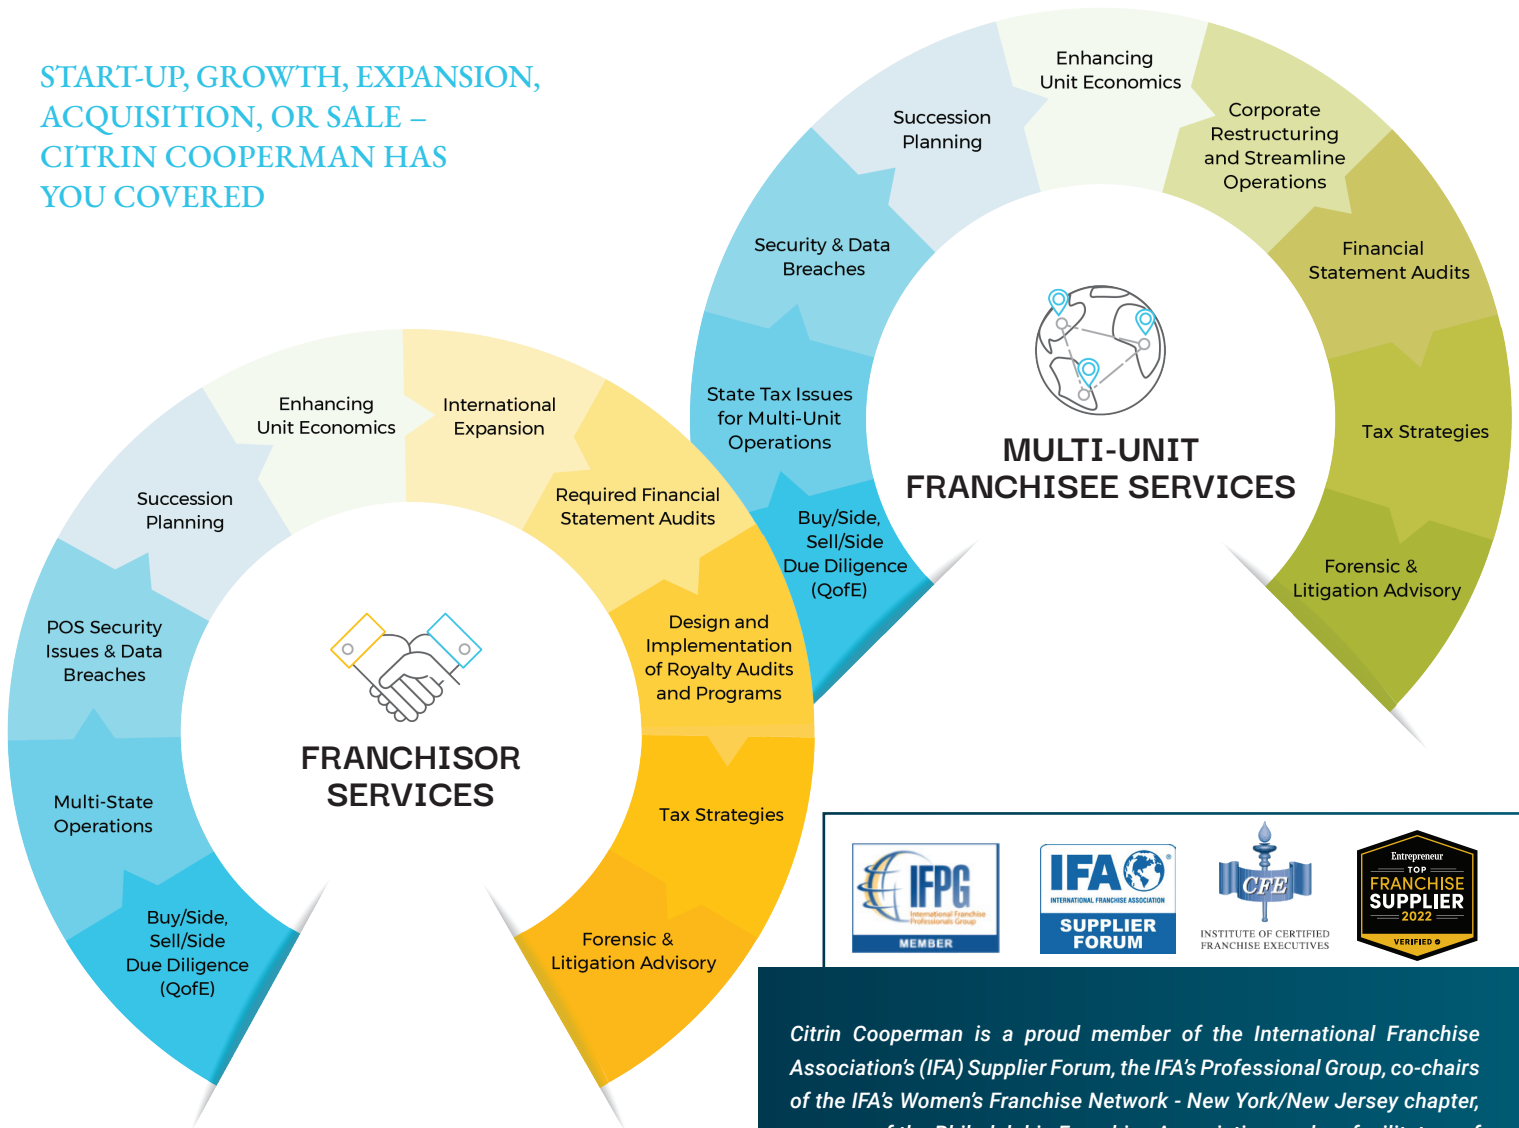 START-UP, GROWTH, EXPANSION,
ACQUISITION, OR SALE –
CITRIN COOPERMAN HAS
YOU COVERED
Buy/Side,
Sell/Side
Due Diligence
(QofE)
State Tax Issues
for Multi-Unit
Operations
Security & Data
Breaches
Succession
Planning
Enhancing
Unit Economics
Corporate
Restructuring
and Streamline
Operations
Financial
Statement Audits
Tax Strategies
Forensic &
Litigation Advisory
MULTI-UNIT
FRANCHISEE SERVICES
Buy/Side,
Sell/Side
Due Diligence
(QofE)
Multi-State
Operations
POS Security
Issues & Data
Breaches
Succession
Planning
Enhancing
Unit Economics
International
Expansion
Required Financial
Statement Audits
Design and
Implementation
of Royalty Audits
and Programs
Tax Strategies
Forensic &
Litigation Advisory
FRANCHISOR
SERVICES
IFPG
International Franchise
Professionals Group
MEMBER
IFA®
INTERNATIONAL FRANCHISE ASSOCIATION
SUPPLIER
FORUM
CFE
INSTITUTE OF CERTIFIED
FRANCHISE EXECUTIVES
Entrepreneur
TOP
FRANCHISE
SUPPLIER
2022
VERIFIED
Citrin Cooperman is a proud member of the International Franchise
Association's (IFA) Supplier Forum, the IFA's Professional Group, co-chairs
of the IFA's Women's Franchise Network - New York/New Jersey chapter,